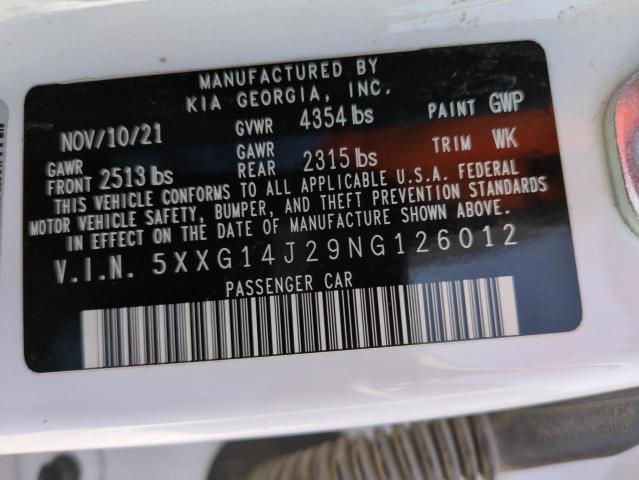 MANUFACTURED BY
KIA GEORGIA, INC.
NOV/10/21 GVWR 4354 lbs PAINT GWP
GAWR FRONT 2513 lbs GAWR REAR 2315 lbs TRIM WK
THIS VEHICLE CONFORMS TO ALL APPLICABLE U.S.A. FEDERAL
MOTOR VEHICLE SAFETY, BUMPER, AND THEFT PREVENTION STANDARDS
IN EFFECT ON THE DATE OF MANUFACTURE SHOWN ABOVE.
V.I.N. 5XXG14J29NG126012
PASSENGER CAR